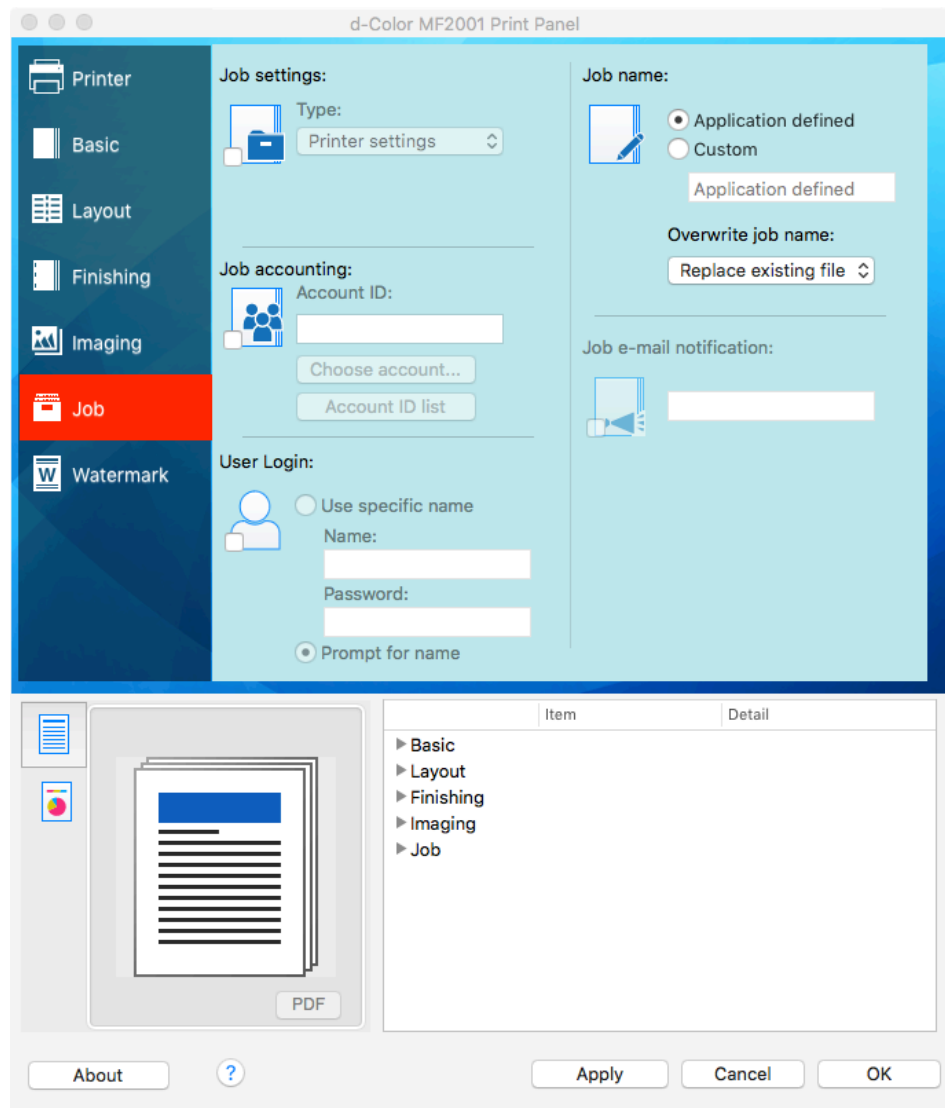 d-Color MF2001 Print Panel
Printer
Basic
Layout
Finishing
Imaging
Job
W
Watermark
Job settings:
Type:
Printer settings
Job accounting:
Account ID:
Choose account...
Account ID list
User Login:
Use specific name
Name:
Password:
Prompt for name
Job name:
Application defined
Custom
Application defined
Overwrite job name:
Replace existing file
Job e-mail notification:
PDF
Item Detail
Basic
Layout
Finishing
Imaging
Job
About ? Apply Cancel OK